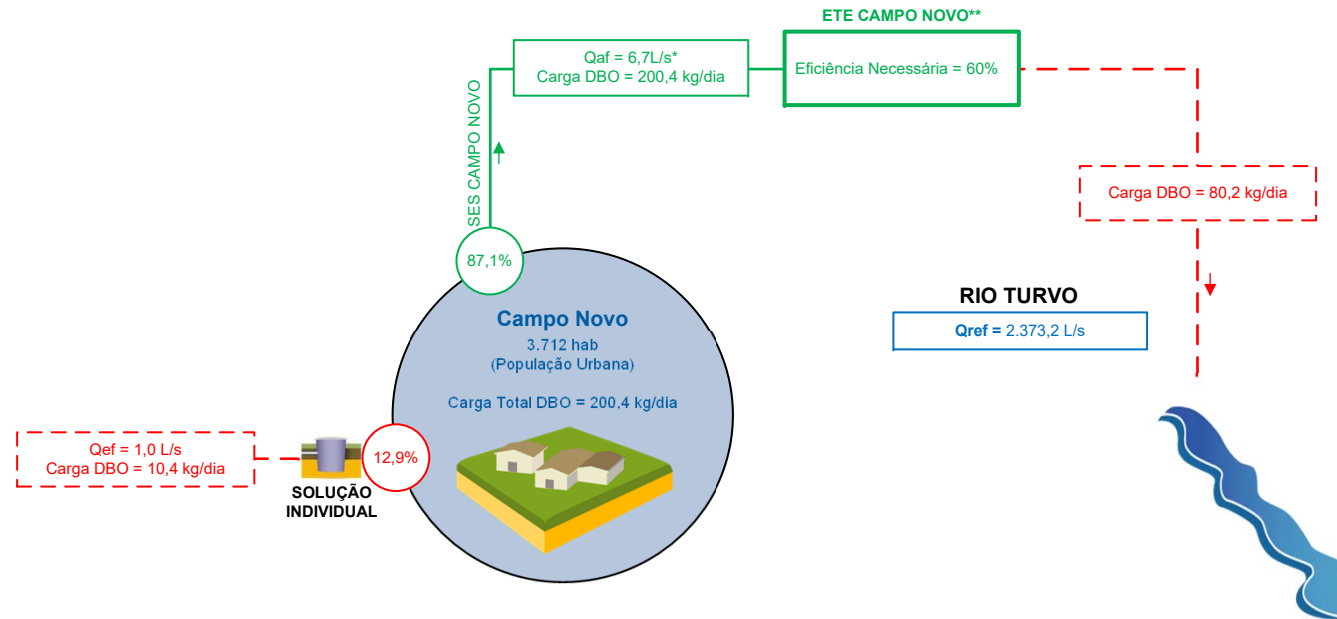 ETE CAMPO NOVO**
Qaf = 6,7L/s*
Carga DBO = 200,4 kg/dia
Eficiência Necessária = 60%
SES CAMPO NOVO
Carga DBO = 80,2 kg/dia
87,1%
RIO TURVO
Qref = 2.373,2 L/s
Campo Novo
3.712 hab
(População Urbana)
Carga Total DBO = 200,4 kg/dia
Qef = 1,0 L/s
Carga DBO = 10,4 kg/dia
12,9%
SOLUÇÃO
INDIVIDUAL